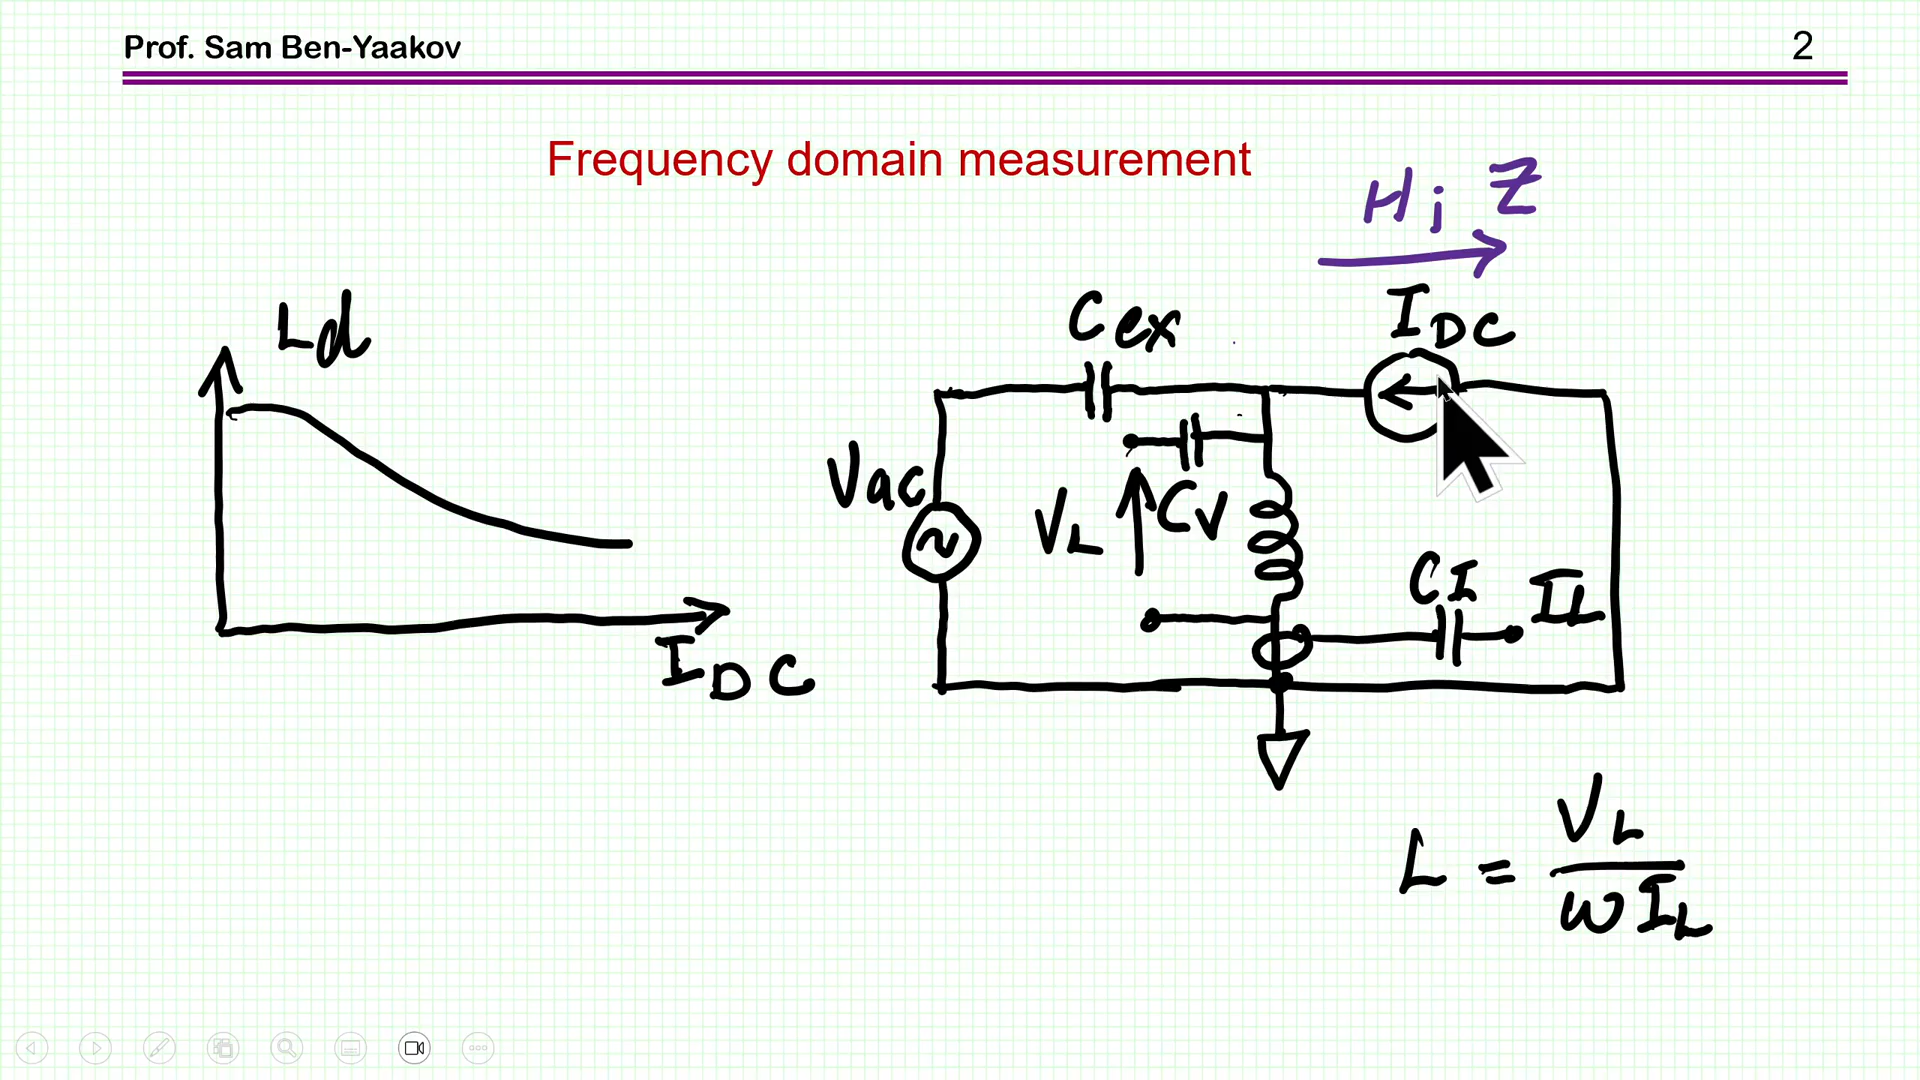 Prof. Sam Ben-Yaakov
2
Frequency domain measurement
Hi Z
Ld
Cex
IDC
Vac
VL
CV
CI
IL
IDC
L = VL / ωIL